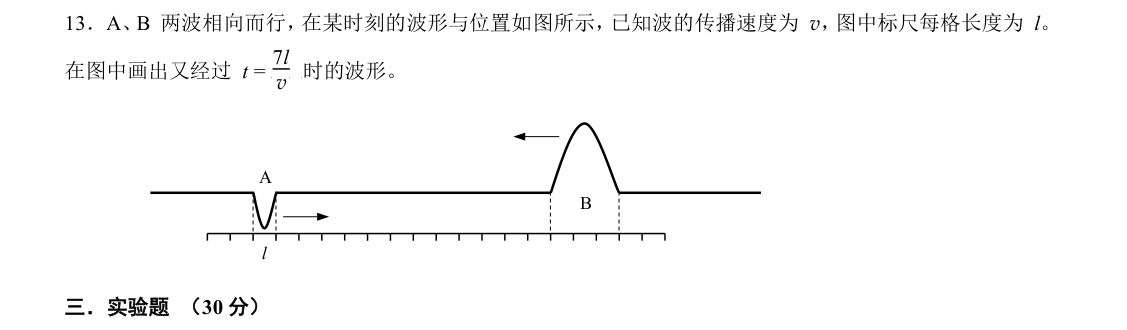 13．A、B 两波相向而行，在某时刻的波形与位置如图所示，已知波的传播速度为 v，图中标尺每格长度为 l。
在图中画出又经过 t = 7l/v 时的波形。
A
B
l
三．实验题 （30 分）